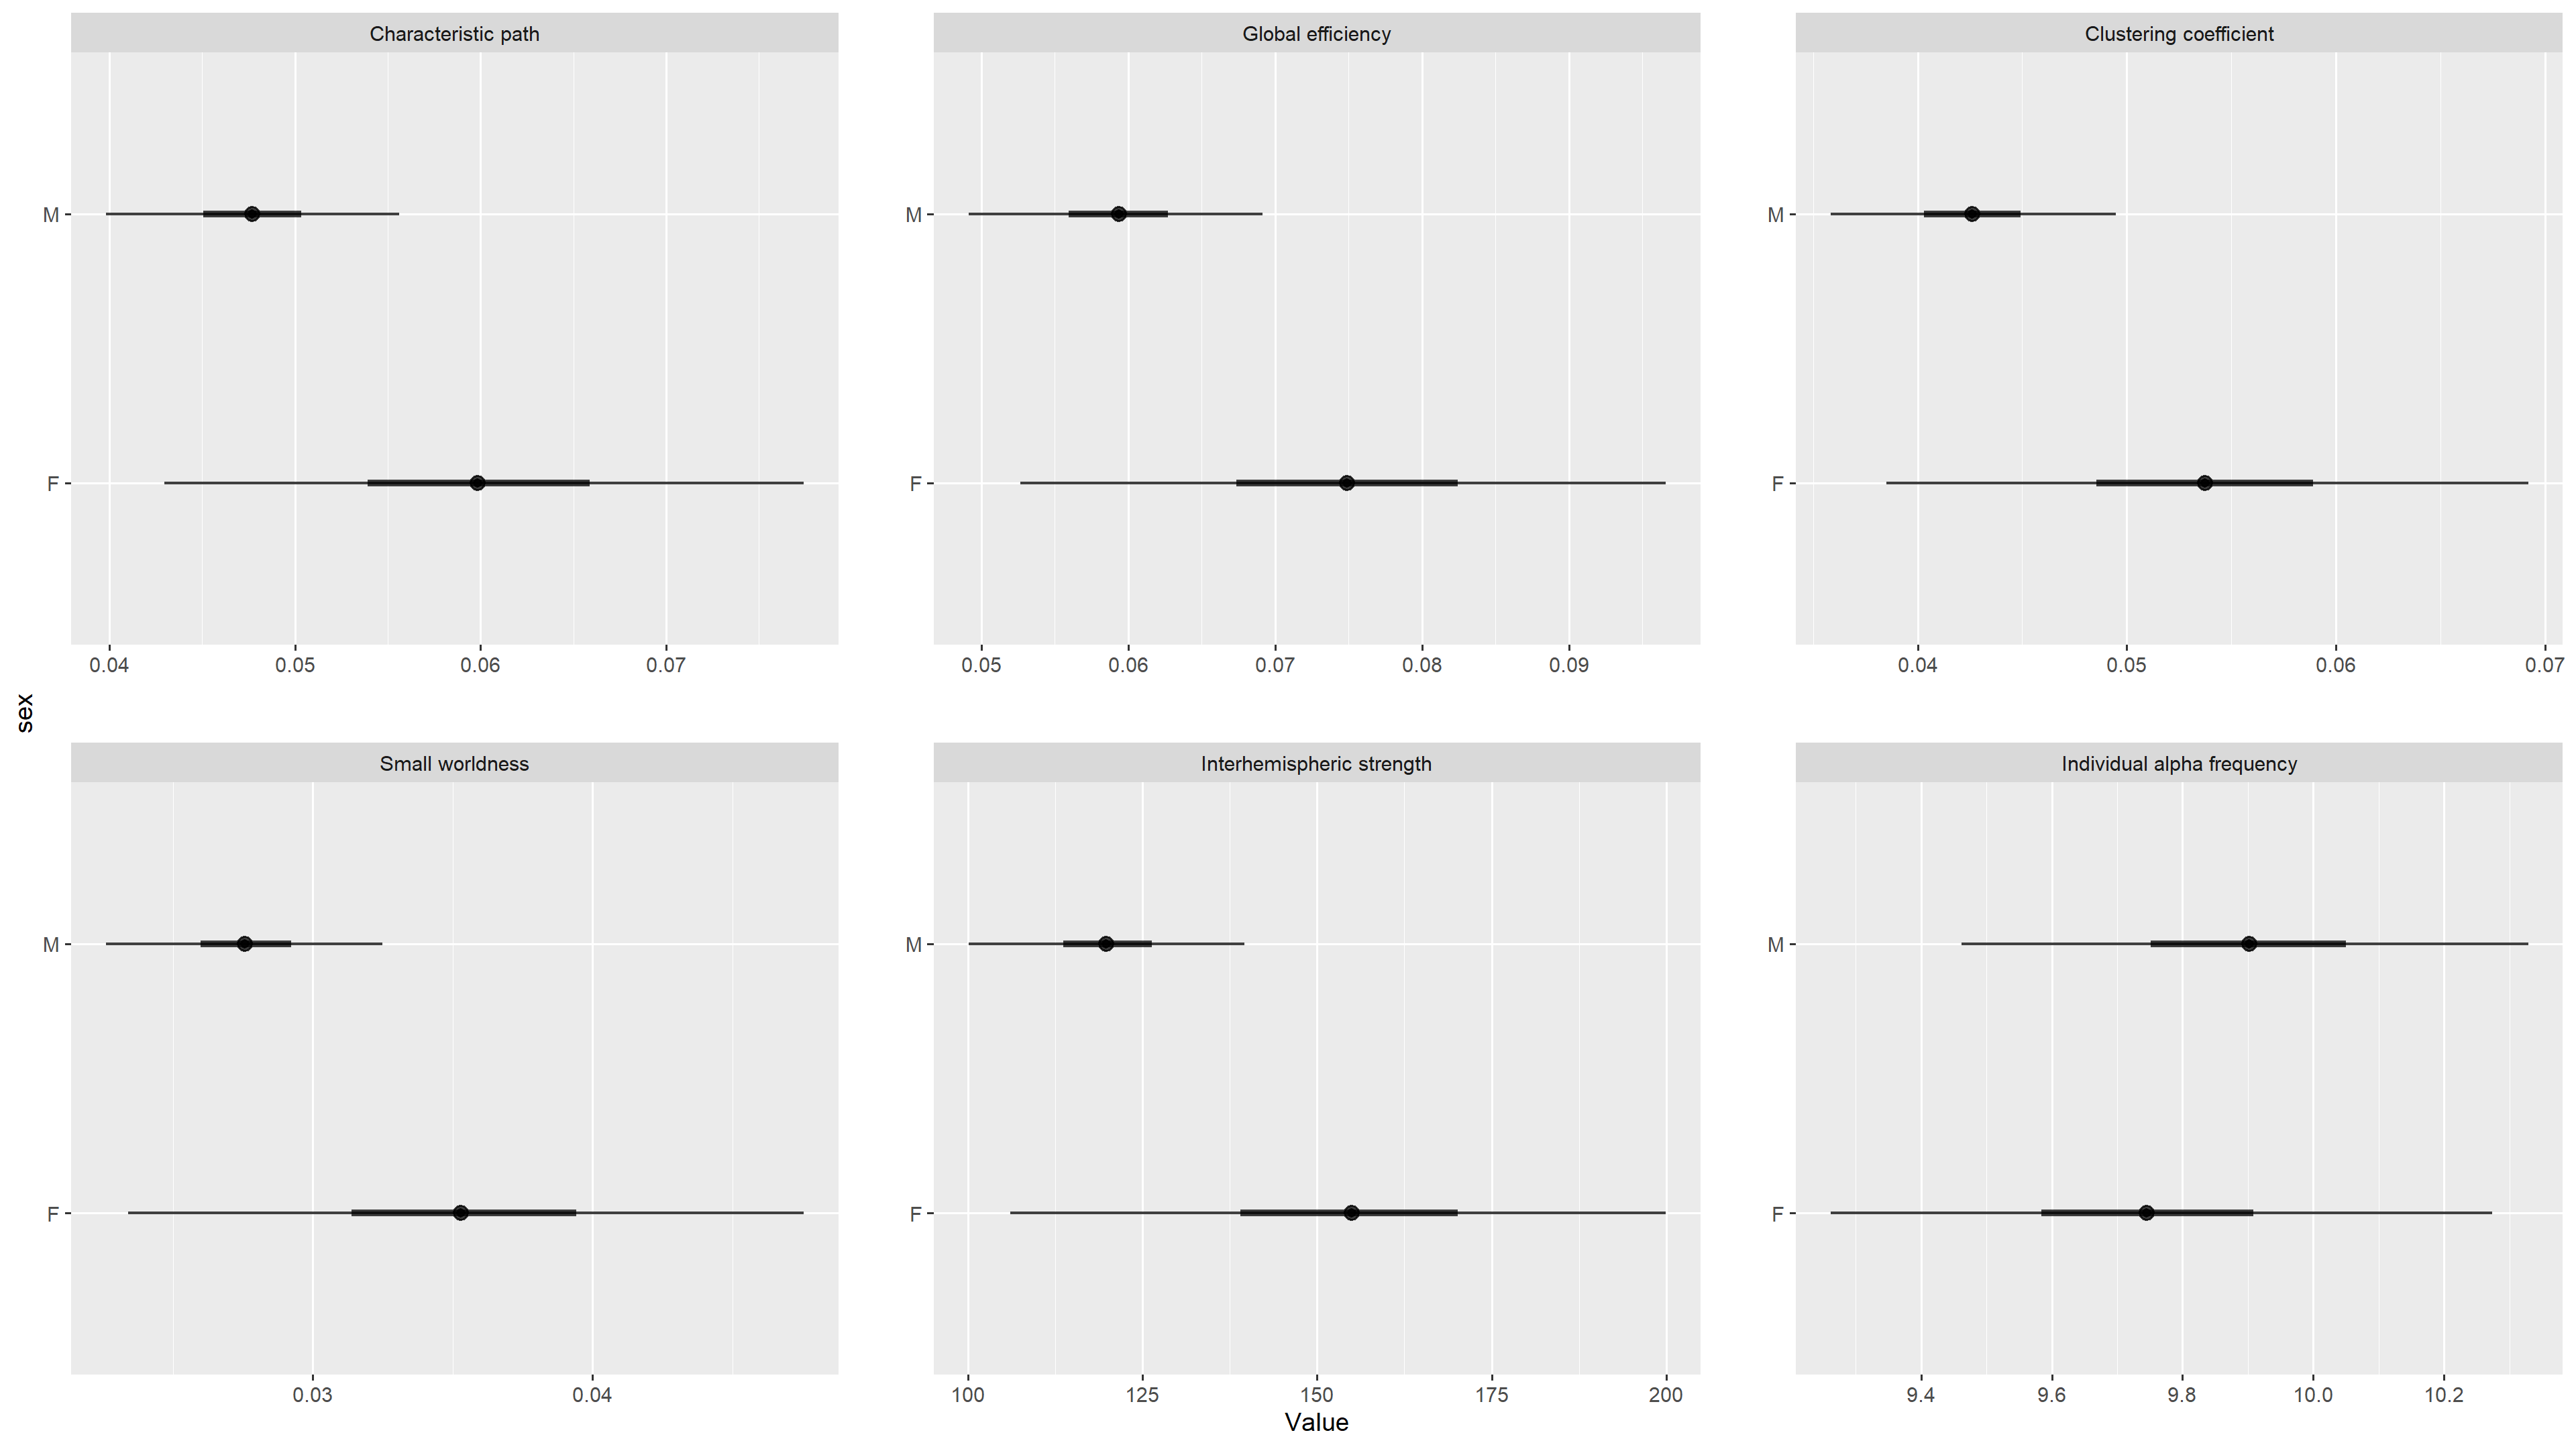 Characteristic path
Global efficiency
Clustering coefficient
M
F
0.04 0.05 0.06 0.07
M
F
0.05 0.06 0.07 0.08 0.09
M
F
0.04 0.05 0.06 0.07
sex
Small worldness
Interhemispheric strength
Individual alpha frequency
M
F
0.03 0.04
M
F
100 125 150 175 200
M
F
9.4 9.6 9.8 10.0 10.2
Value